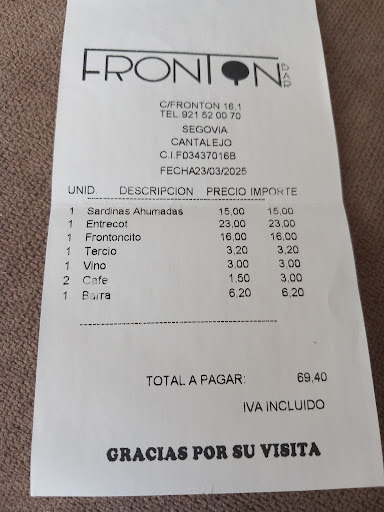 FRONTON
BAR
C/FRONTON 16,1
TEL 921 52 00 70
SEGOVIA
CANTALEJO
C.I.F03437016B
FECHA23/03/2025
UNID DESCRIPCION PRECIO IMPORTE
1 Sardinas Ahumadas 15,00 15,00
1 Entrecot 23,00 23,00
1 Frontoncito 16,00 16,00
1 Tercio 3,20 3,20
1 Vino 3,00 3,00
2 Cafe 1,50 3,00
1 Barra 6,20 6,20
TOTAL A PAGAR: 69,40
IVA INCLUIDO
GRACIAS POR SU VISITA